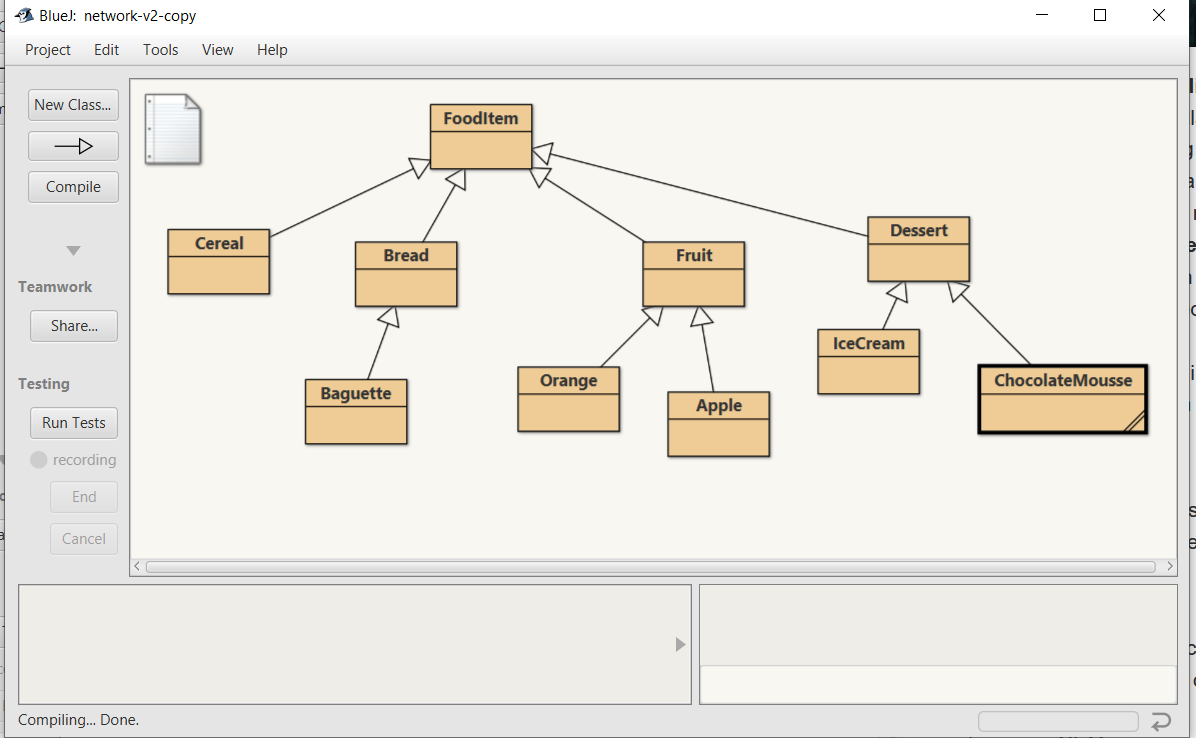 BlueJ: network-v2-copy
Project Edit Tools View Help
New Class...
Compile
Teamwork
Share...
Testing
Run Tests
recording
End
Cancel
FoodItem
Cereal
Bread
Fruit
Dessert
Baguette
Orange
Apple
IceCream
ChocolateMousse
Compiling... Done.